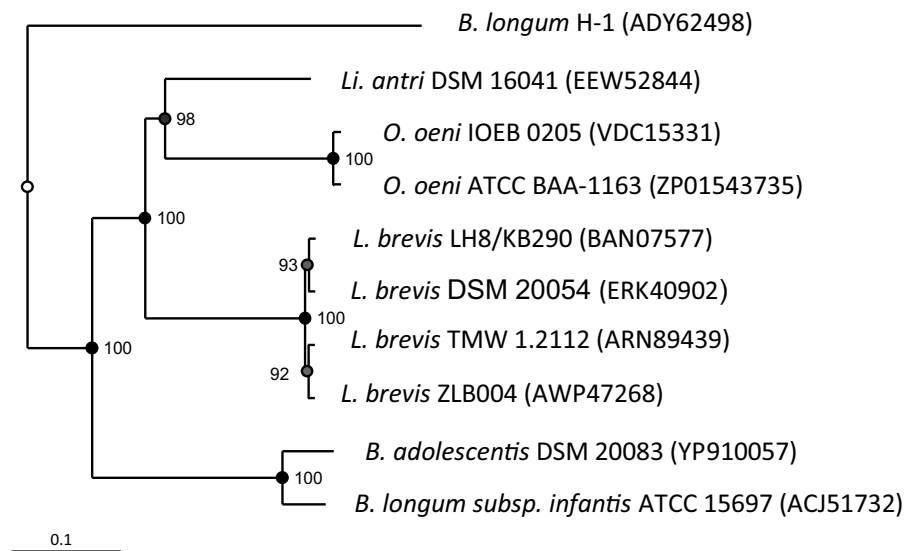 B. longum H-1 (ADY62498)
Li. antri DSM 16041 (EEW52844)
98
O. oeni IOEB 0205 (VDC15331)
100
O. oeni ATCC BAA-1163 (ZP01543735)
100
L. brevis LH8/KB290 (BAN07577)
93
L. brevis DSM 20054 (ERK40902)
100
L. brevis TMW 1.2112 (ARN89439)
100
92
L. brevis ZLB004 (AWP47268)
B. adolescentis DSM 20083 (YP910057)
100
B. longum subsp. infantis ATCC 15697 (ACJ51732)
0.1